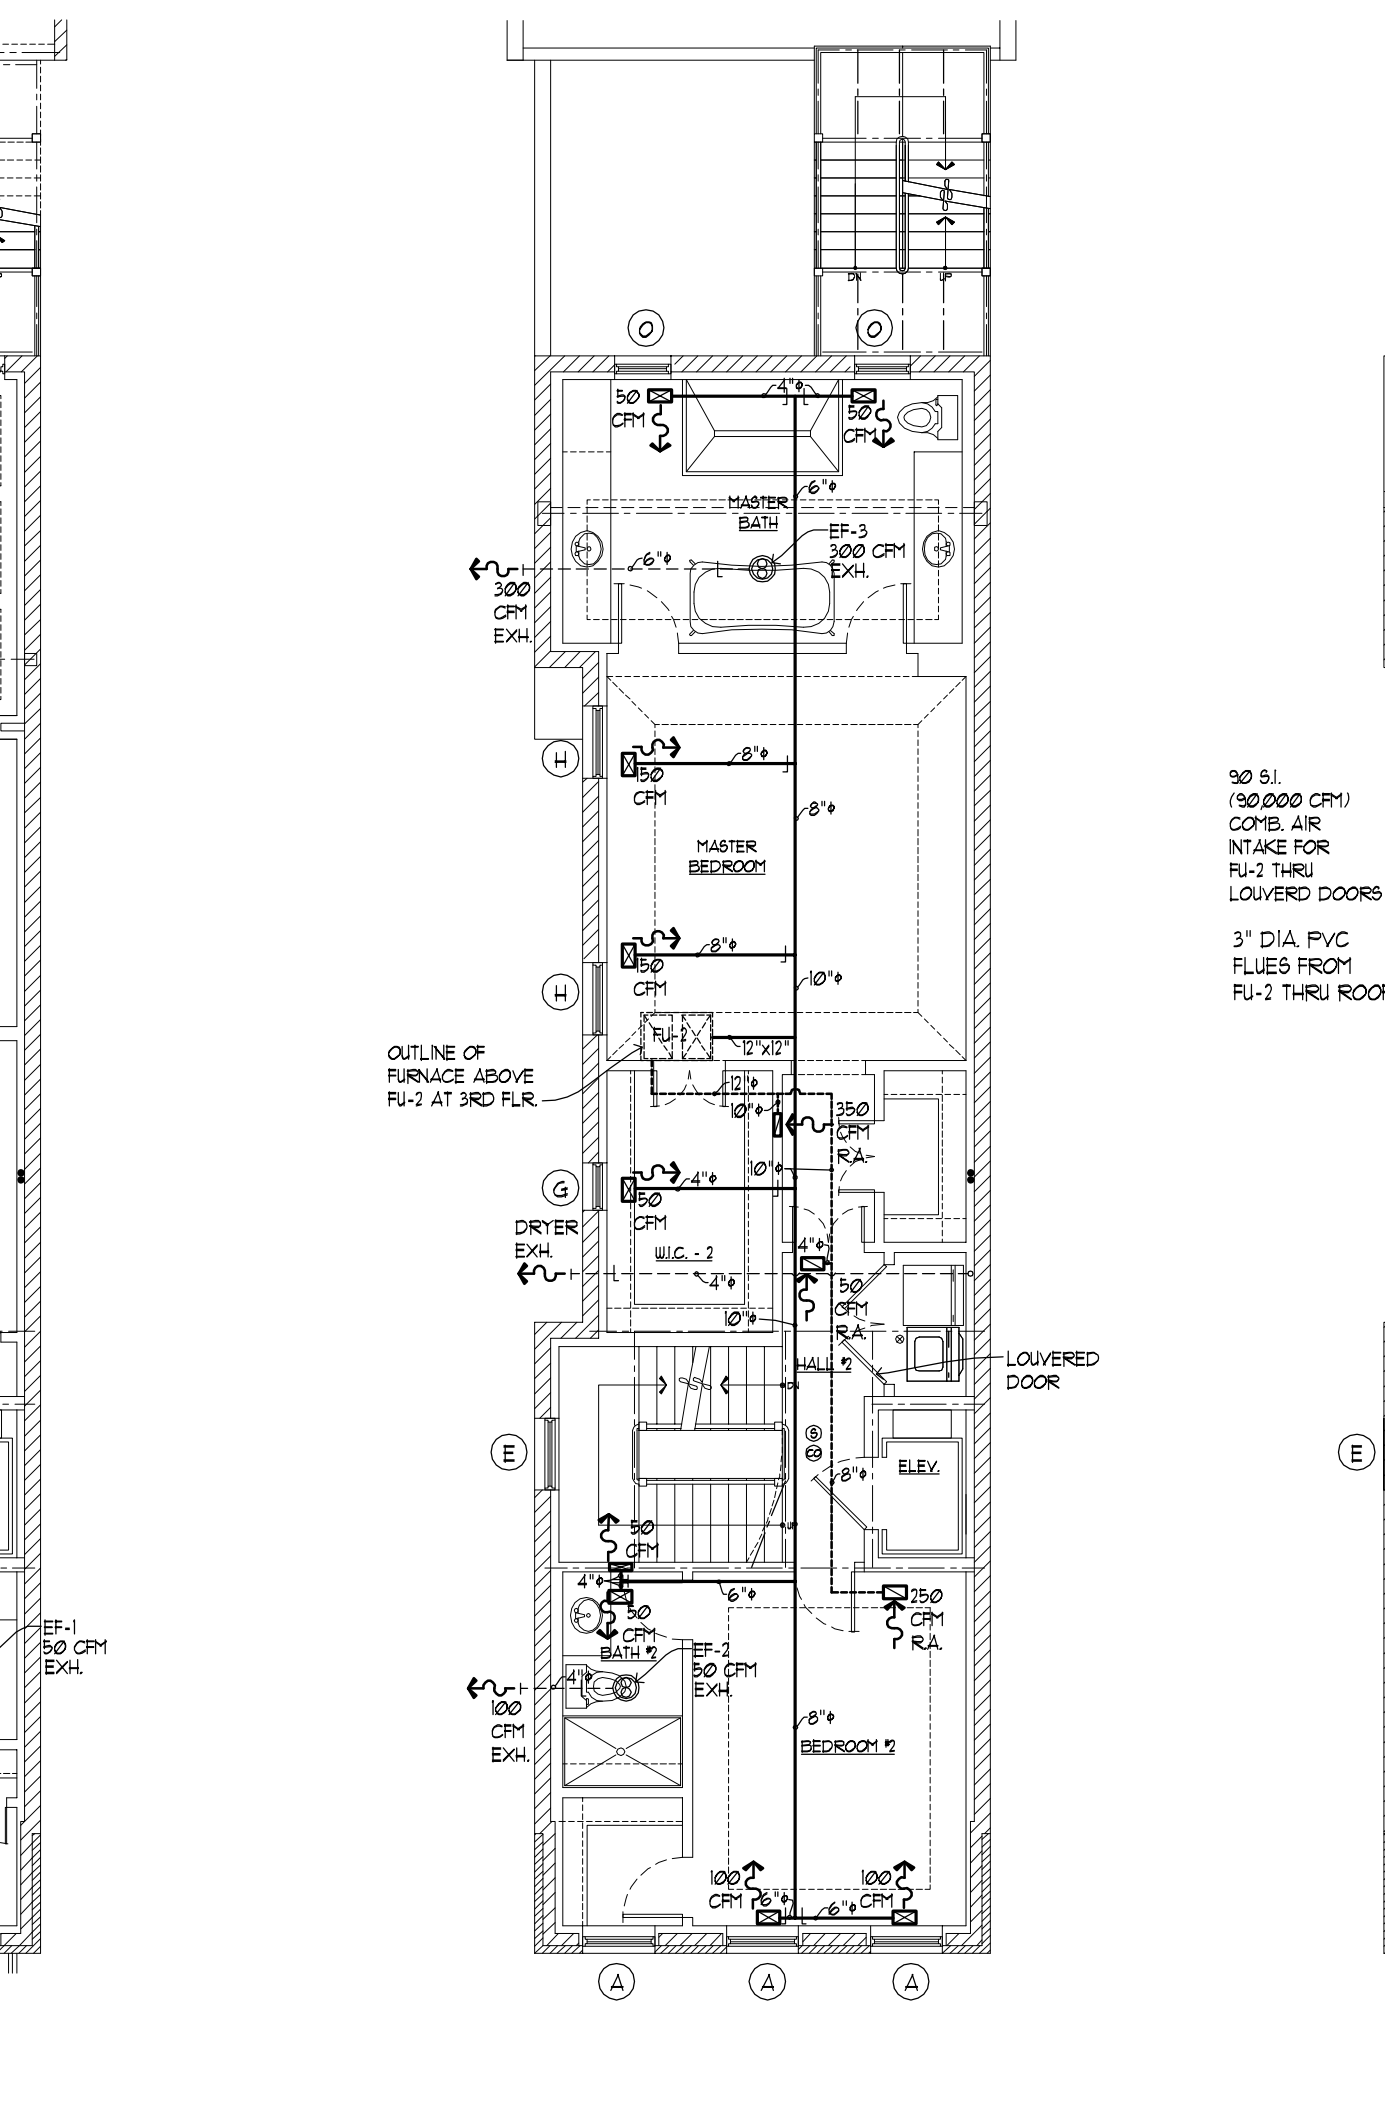 DN
UP
O
O
50
CFM
4"φ
50
CFM
6"φ
MASTER
BATH
EF-3
300 CFM
EXH.
6"φ
300
CFM
EXH.
H
150
CFM
8"φ
8"φ
MASTER
BEDROOM
90 S.I.
(90,000 CFM)
COMB. AIR
INTAKE FOR
FU-2 THRU
LOUVERD DOORS
3" DIA. PVC
FLUES FROM
FU-2 THRU ROOF
H
150
CFM
8"φ
10"φ
FU-2
12"x12"
OUTLINE OF
FURNACE ABOVE
FU-2 AT 3RD FLR.
12"φ
10"φ
350
CFM
R.A.
10"φ
G
50
CFM
4"φ
DRYER
EXH.
W.I.C. - 2
4"φ
4"φ
50
CFM
R.A.
10"φ
HALL #2
LOUVERED
DOOR
DN
E
S
CO
ELEV.
8"φ
E
UP
50
CFM
4"φ
6"φ
50
CFM
250
CFM
R.A.
BATH #2
EF-2
50 CFM
EXH.
EF-1
50 CFM
EXH.
4"φ
100
CFM
EXH.
8"φ
BEDROOM #2
100
CFM
6"φ
6"φ
100
CFM
A
A
A